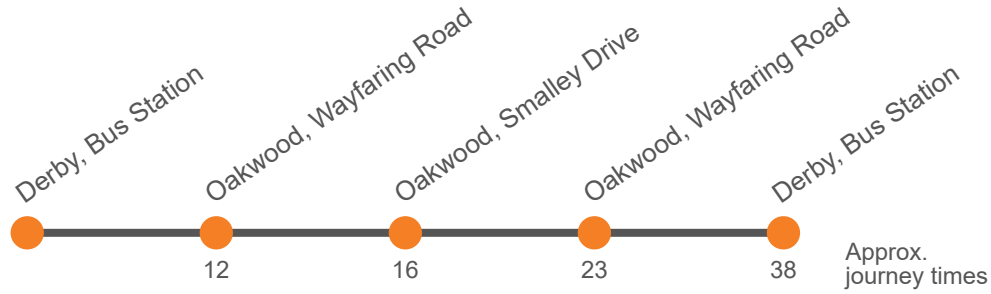 Derby, Bus Station
Oakwood, Wayfaring Road
Oakwood, Smalley Drive
Oakwood, Wayfaring Road
Derby, Bus Station
12
16
23
38
Approx.
journey times